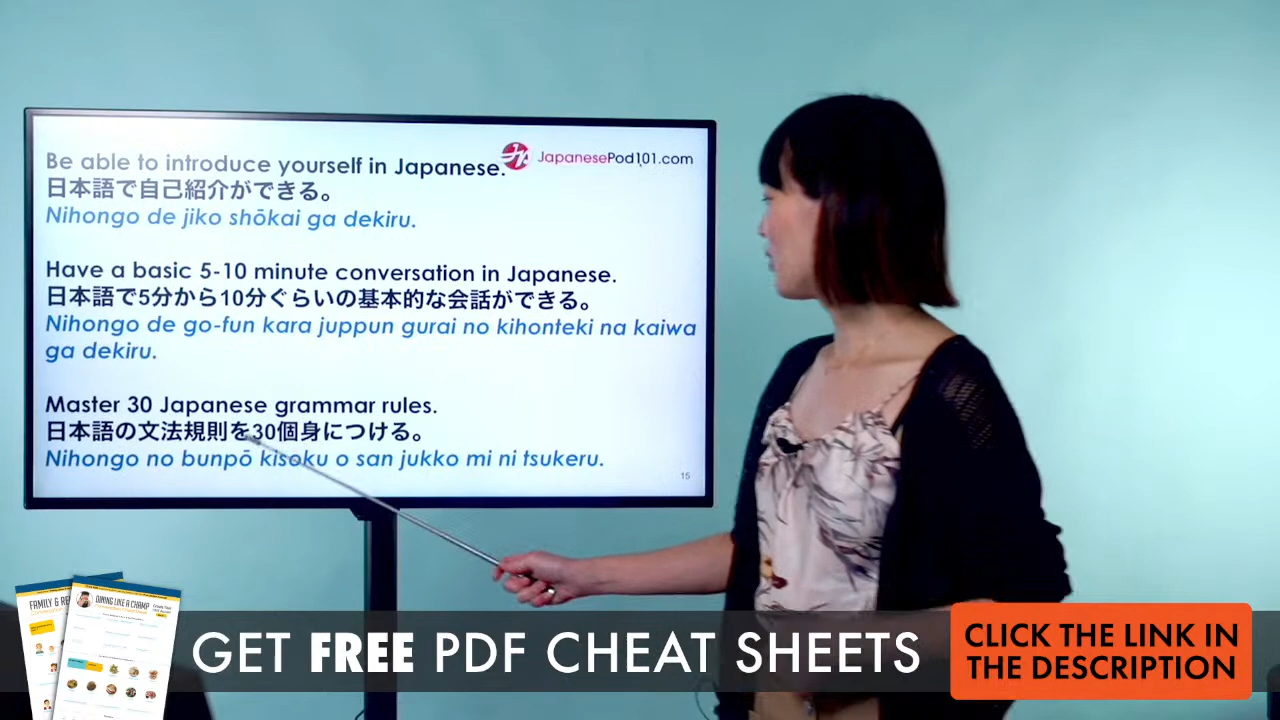 Be able to introduce yourself in Japanese.
JapanesePod101.com
日本語で自己紹介ができる。
Nihongo de jiko shōkai ga dekiru.
Have a basic 5-10 minute conversation in Japanese.
日本語で5分から10分ぐらいの基本的な会話ができる。
Nihongo de go-fun kara juppun gurai no kihonteki na kaiwa
ga dekiru.
Master 30 Japanese grammar rules.
日本語の文法規則を30個身につける。
Nihongo no bunpō kisoku o san jukko mi ni tsukeru.
15
FAMILY & RE
DINING LIKE A CHAMP
GET FREE PDF CHEAT SHEETS
CLICK THE LINK IN
THE DESCRIPTION